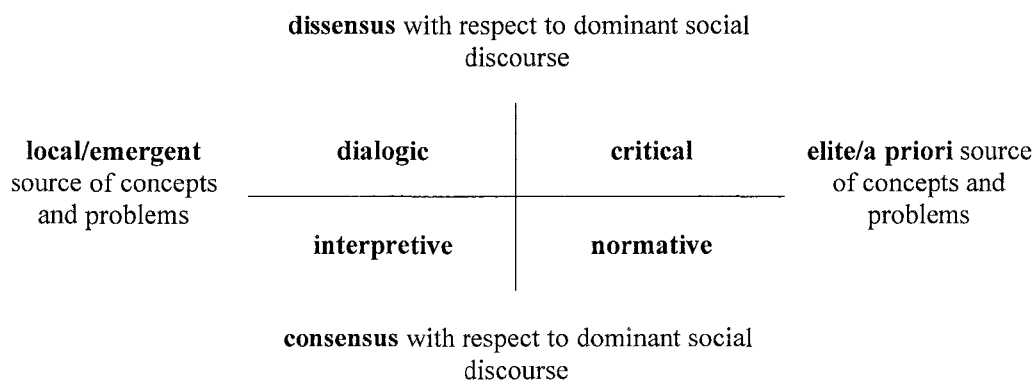 dissensus with respect to dominant social
discourse
local/emergent
source of concepts
and problems
dialogic
critical
elite/a priori source
of concepts and
problems
interpretive
normative
consensus with respect to dominant social
discourse